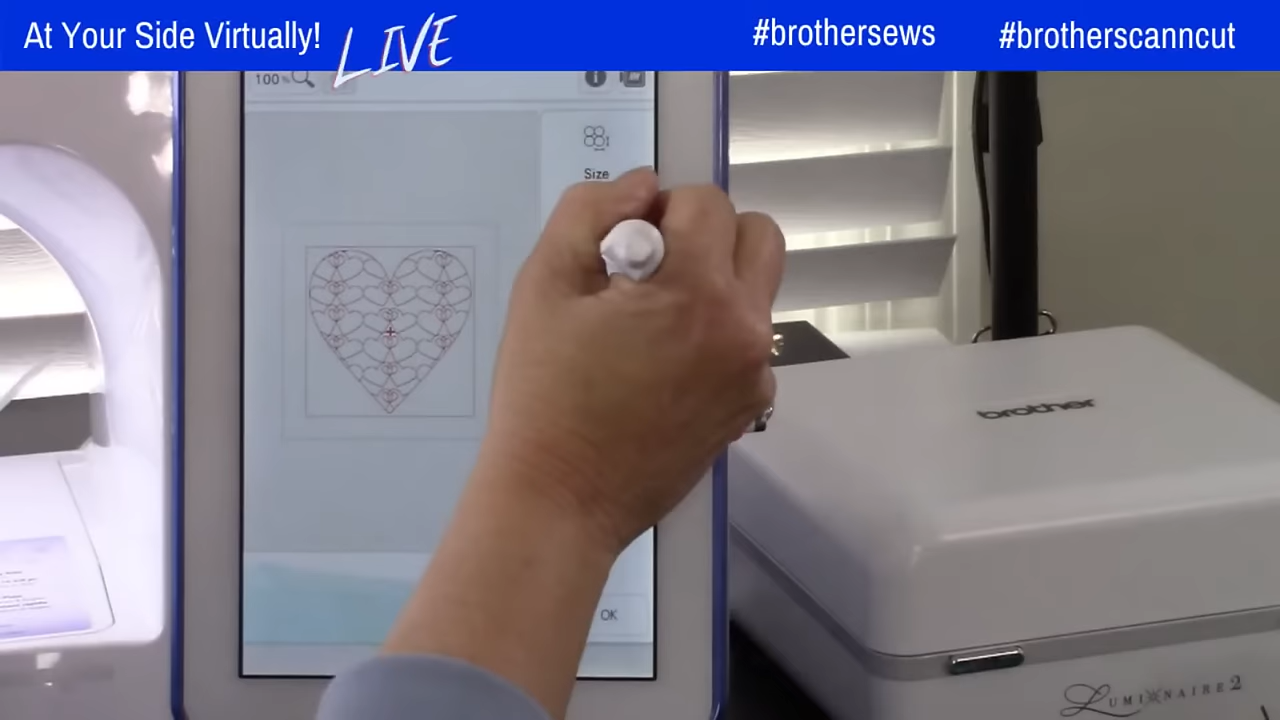 At Your Side Virtually!
LIVE
#brothersews
#brotherscanncut
100%
i
Size
OK
brother
LUMINAIRE 2